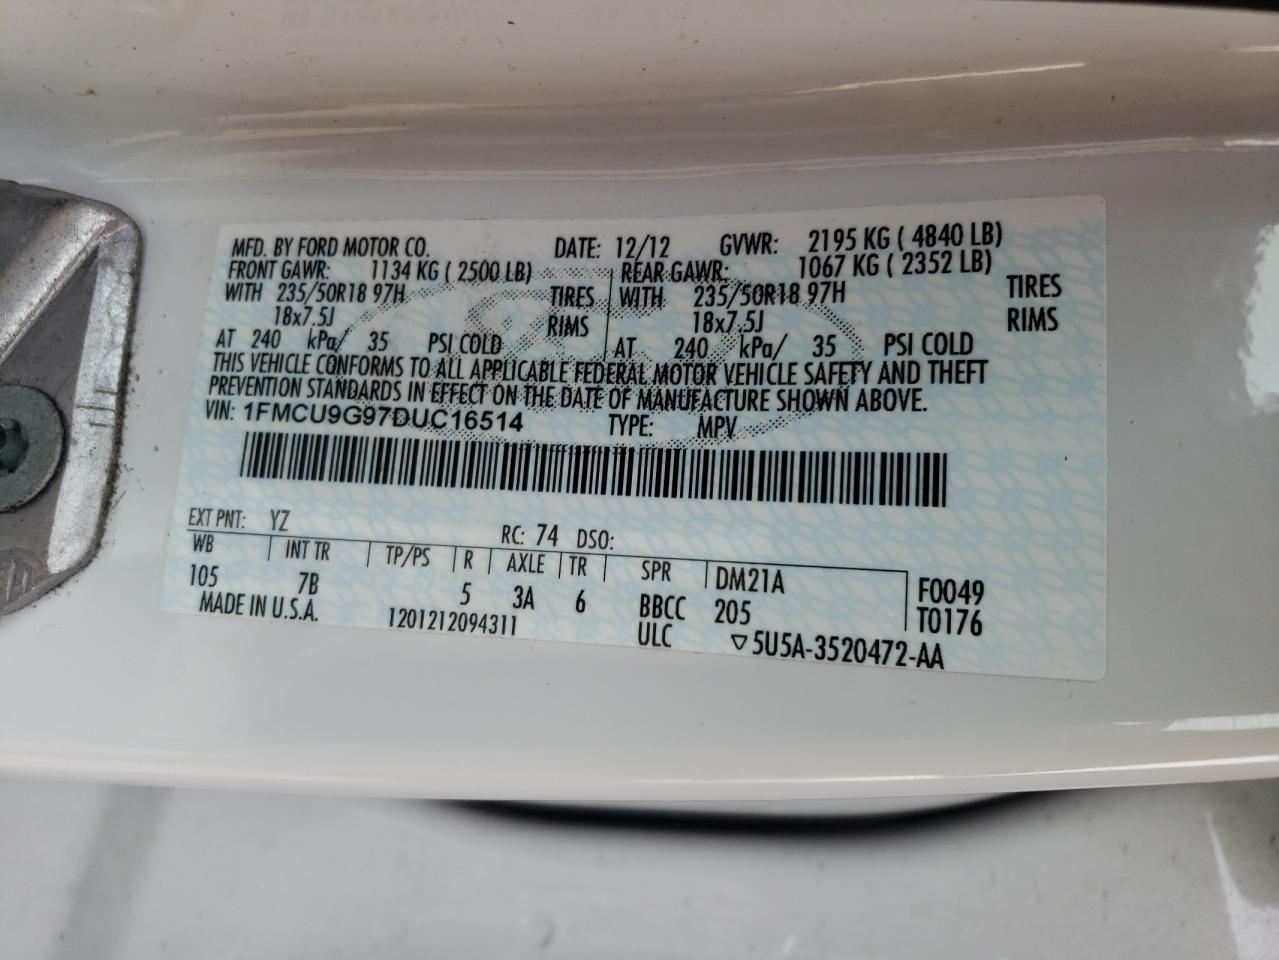 MFD. BY FORD MOTOR CO. DATE: 12/12 GVWR: 2195 KG ( 4840 LB)
FRONT GAWR: 1134 KG ( 2500 LB) REAR GAWR: 1067 KG ( 2352 LB)
WITH 235/50R18 97H TIRES WITH 235/50R18 97H TIRES
18x7.5J RIMS 18x7.5J RIMS
AT 240 kPa/ 35 PSI COLD AT 240 kPa/ 35 PSI COLD
THIS VEHICLE CONFORMS TO ALL APPLICABLE FEDERAL MOTOR VEHICLE SAFETY AND THEFT
PREVENTION STANDARDS IN EFFECT ON THE DATE OF MANUFACTURE SHOWN ABOVE.
VIN: 1FMCU9G97DUC16514 TYPE: MPV
EXT PNT: YZ RC: 74 DSO:
WB INT TR TP/PS R AXLE TR SPR DM21A F0049
105 7B 5 3A 6 BBCC 205 T0176
MADE IN U.S.A. 1201212094311 ULC ▽5U5A-3520472-AA